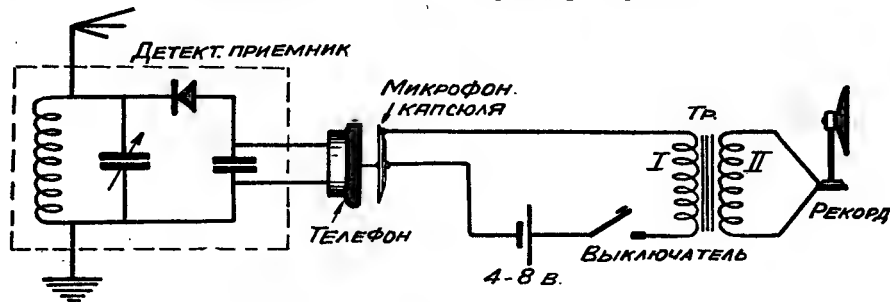 ДЕТЕКТ. ПРИЕМНИК
МИКРОФОН.
КАПСЮЛЯ
ТР.
I
II
ТЕЛЕФОН
4-8 В.
ВЫКЛЮЧАТЕЛЬ
РЕКОРД